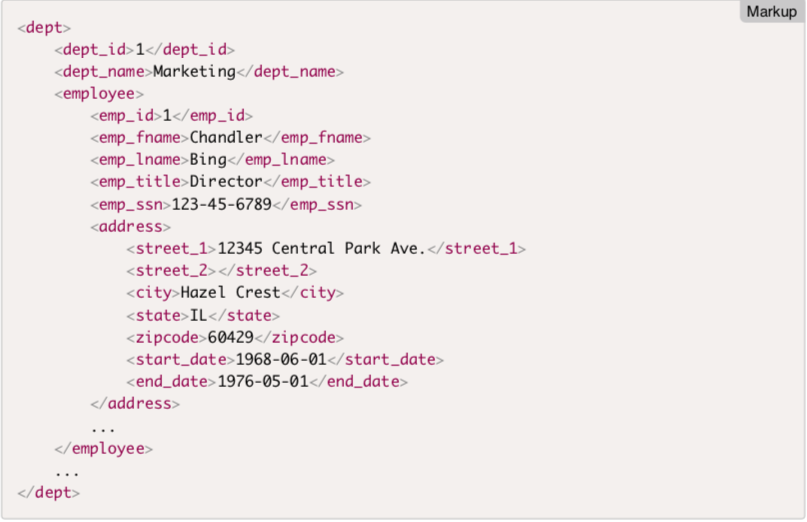 Markup
<dept>
    <dept_id>1</dept_id>
    <dept_name>Marketing</dept_name>
    <employee>
        <emp_id>1</emp_id>
        <emp_fname>Chandler</emp_fname>
        <emp_lname>Bing</emp_lname>
        <emp_title>Director</emp_title>
        <emp_ssn>123-45-6789</emp_ssn>
        <address>
            <street_1>12345 Central Park Ave.</street_1>
            <street_2></street_2>
            <city>Hazel Crest</city>
            <state>IL</state>
            <zipcode>60429</zipcode>
            <start_date>1968-06-01</start_date>
            <end_date>1976-05-01</end_date>
        </address>
        ...
    </employee>
    ...
</dept>